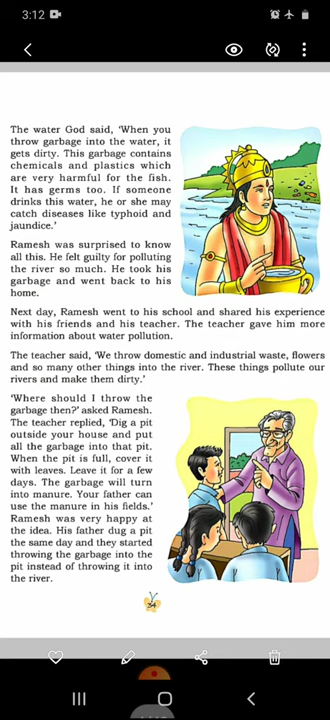 3:12
The water God said, ‘When you
throw garbage into the water, it
gets dirty. This garbage contains
chemicals and plastics which
are very harmful for the fish.
It has germs too. If someone
drinks this water, he or she may
catch diseases like typhoid and
jaundice.’
Ramesh was surprised to know
all this. He felt guilty for polluting
the river so much. He took his
garbage and went back to his
home.
Next day, Ramesh went to his school and shared his experience
with his friends and his teacher. The teacher gave him more
information about water pollution.
The teacher said, ‘We throw domestic and industrial waste, flowers
and so many other things into the river. These things pollute our
rivers and make them dirty.’
‘Where should I throw the
garbage then?’ asked Ramesh.
The teacher replied, ‘Dig a pit
outside your house and put
all the garbage into that pit.
When the pit is full, cover it
with leaves. Leave it for a few
days. The garbage will turn
into manure. Your father can
use the manure in his fields.’
Ramesh was very happy at
the idea. His father dug a pit
the same day and they started
throwing the garbage into the
pit instead of throwing it into
the river.
34